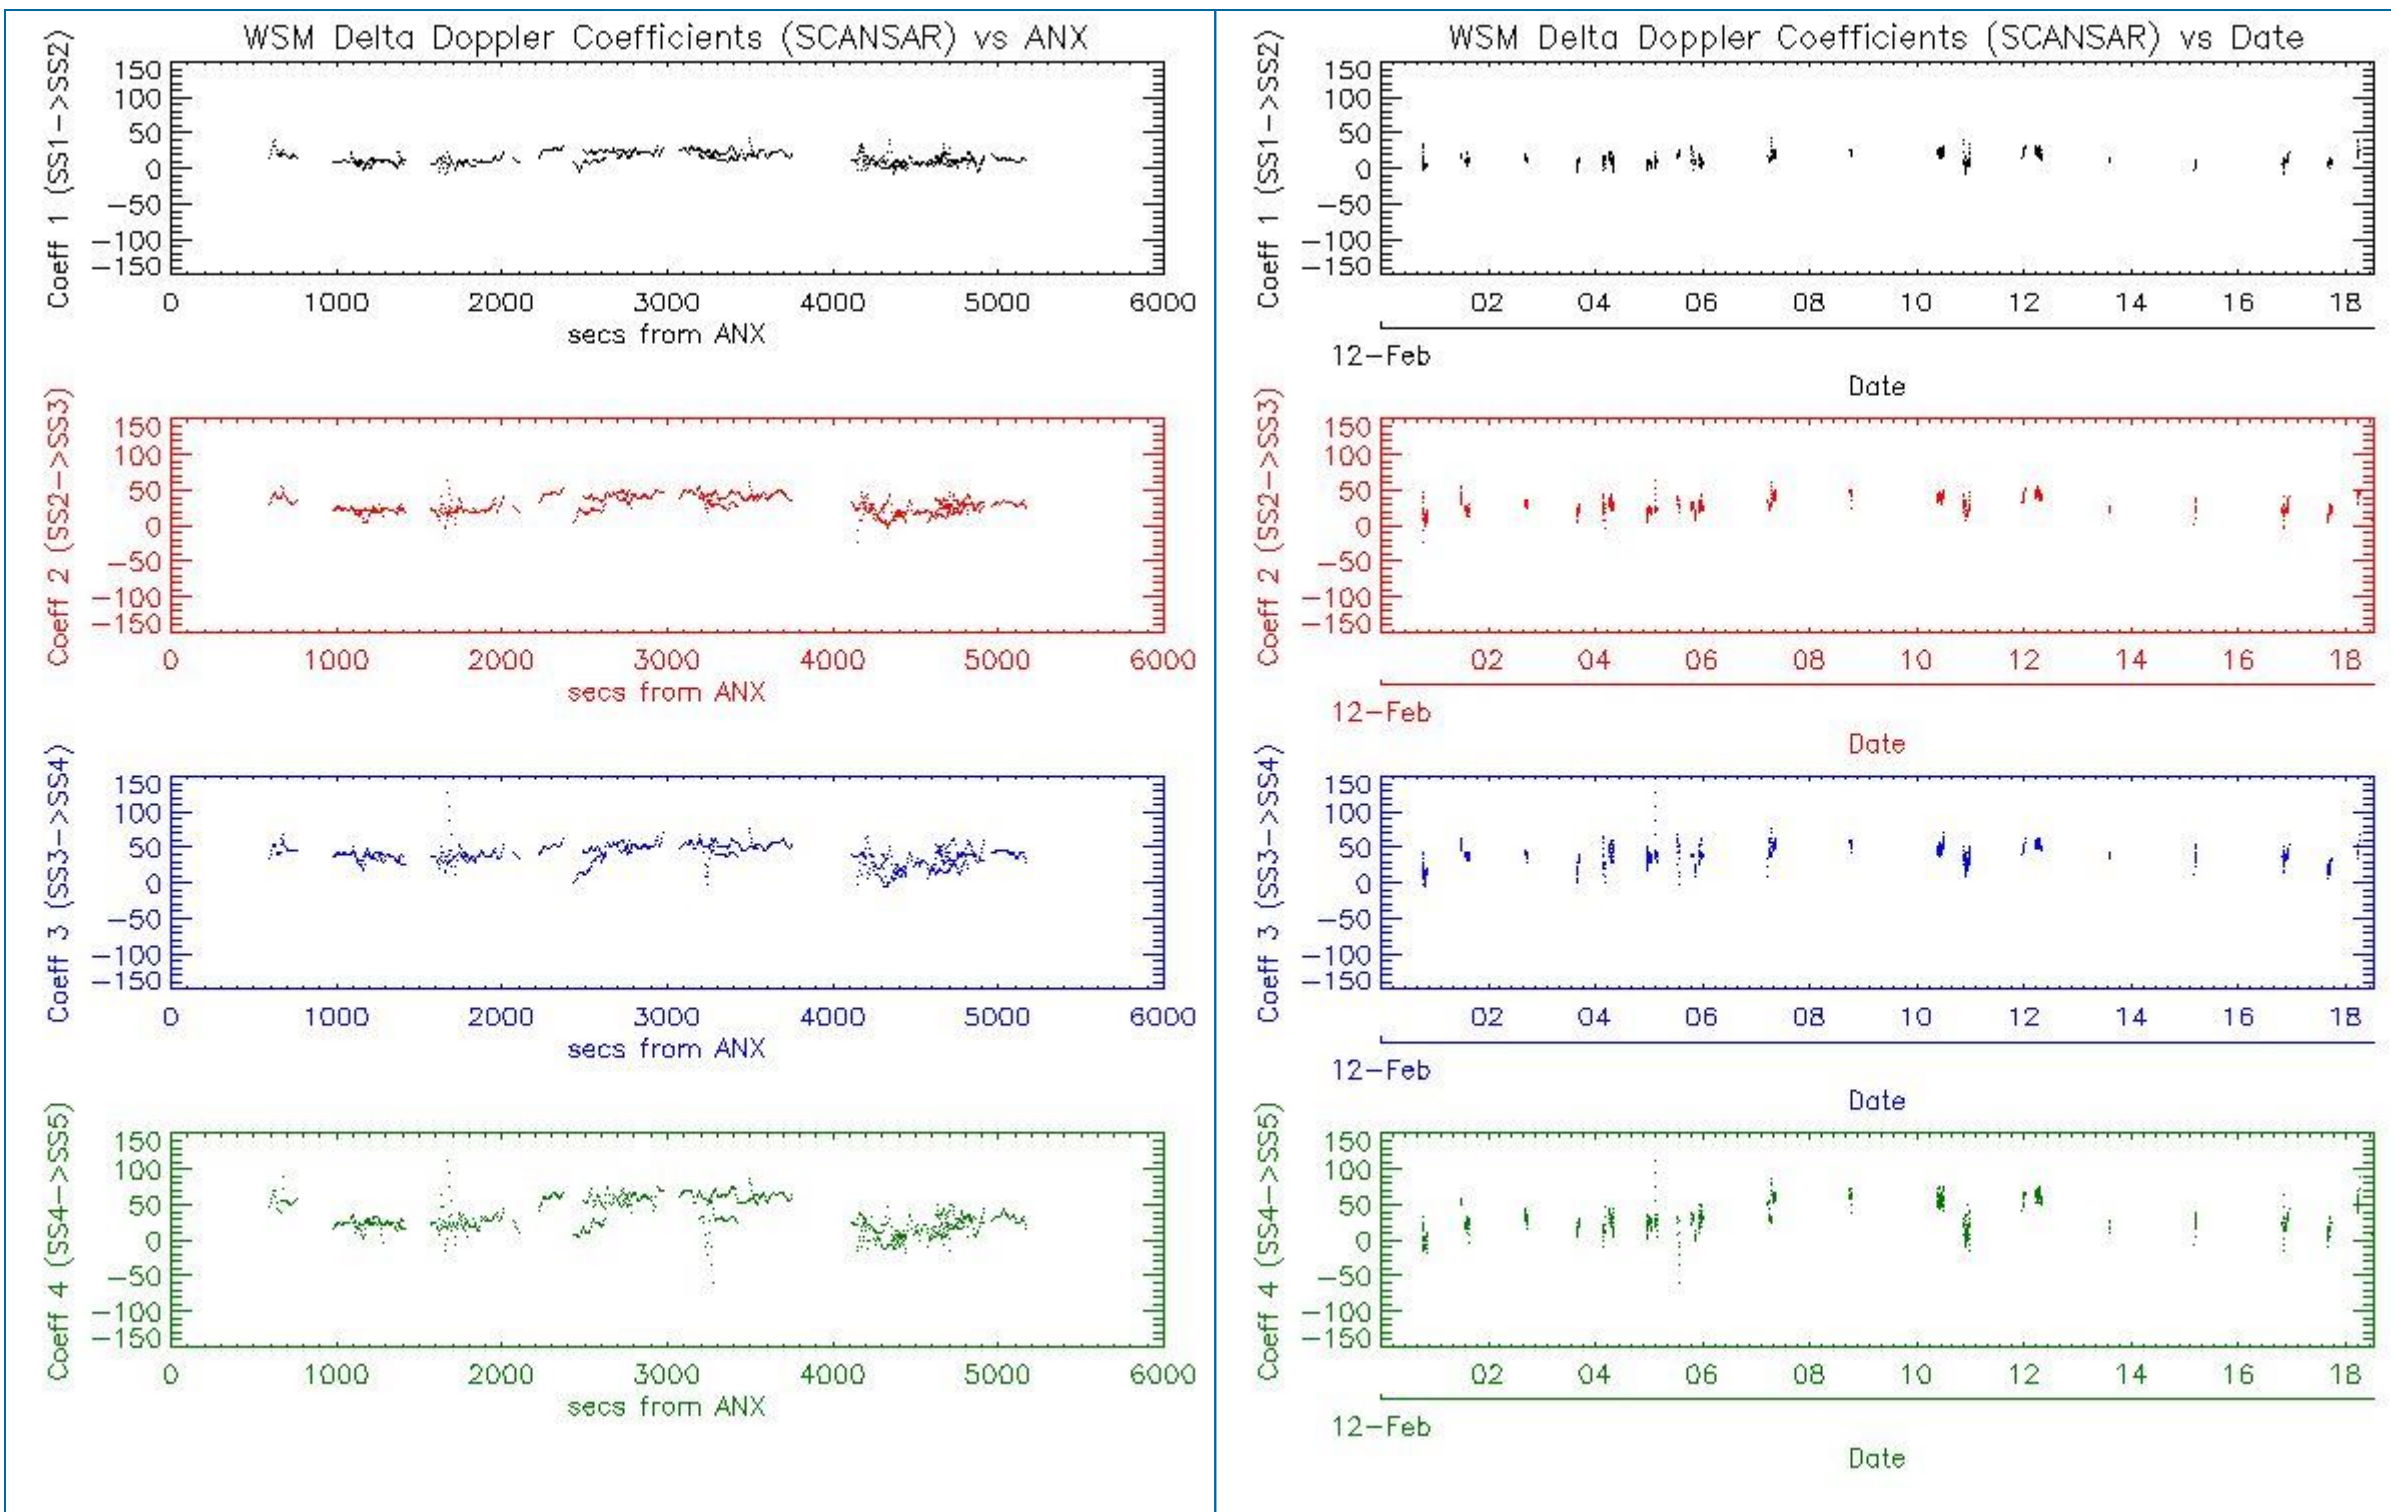 WSM Delta Doppler Coefficients (SCANSAR) vs ANX
Coeff 1 (SS1->SS2)
150
100
50
0
-50
-100
-150
0 1000 2000 3000 4000 5000 6000
secs from ANX
Coeff 2 (SS2->SS3)
150
100
50
0
-50
-100
-150
0 1000 2000 3000 4000 5000 6000
secs from ANX
Coeff 3 (SS3->SS4)
150
100
50
0
-50
-100
-150
0 1000 2000 3000 4000 5000 6000
secs from ANX
Coeff 4 (SS4->SS5)
150
100
50
0
-50
-100
-150
0 1000 2000 3000 4000 5000 6000
secs from ANX
WSM Delta Doppler Coefficients (SCANSAR) vs Date
Coeff 1 (SS1->SS2)
150
100
50
0
-50
-100
-150
02 04 06 08 10 12 14 16 18
12-Feb
Date
Coeff 2 (SS2->SS3)
150
100
50
0
-50
-100
-150
02 04 06 08 10 12 14 16 18
12-Feb
Date
Coeff 3 (SS3->SS4)
150
100
50
0
-50
-100
-150
02 04 06 08 10 12 14 16 18
12-Feb
Date
Coeff 4 (SS4->SS5)
150
100
50
0
-50
-100
-150
02 04 06 08 10 12 14 16 18
12-Feb
Date